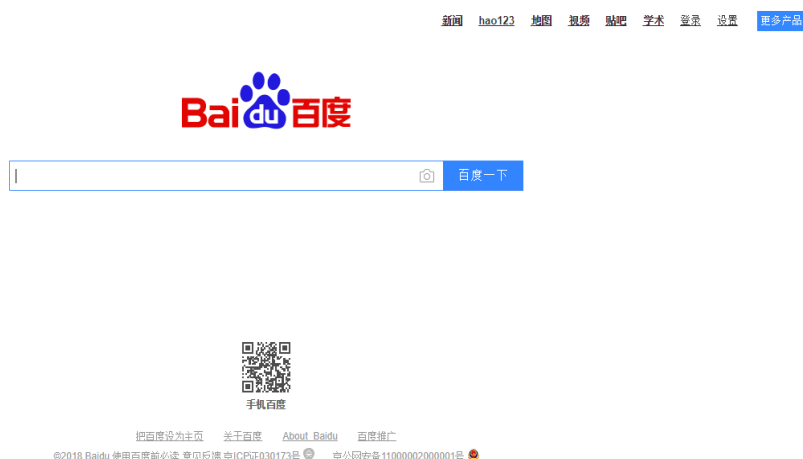 新闻 hao123 地图 视频 贴吧 学术 登录 设置 更多产品
Bai du 百度
百度一下
手机百度
把百度设为主页 关于百度 About Baidu 百度推广
©2018 Baidu 使用百度前必读 意见反馈 京ICP证030173号 京公网安备11000002000001号